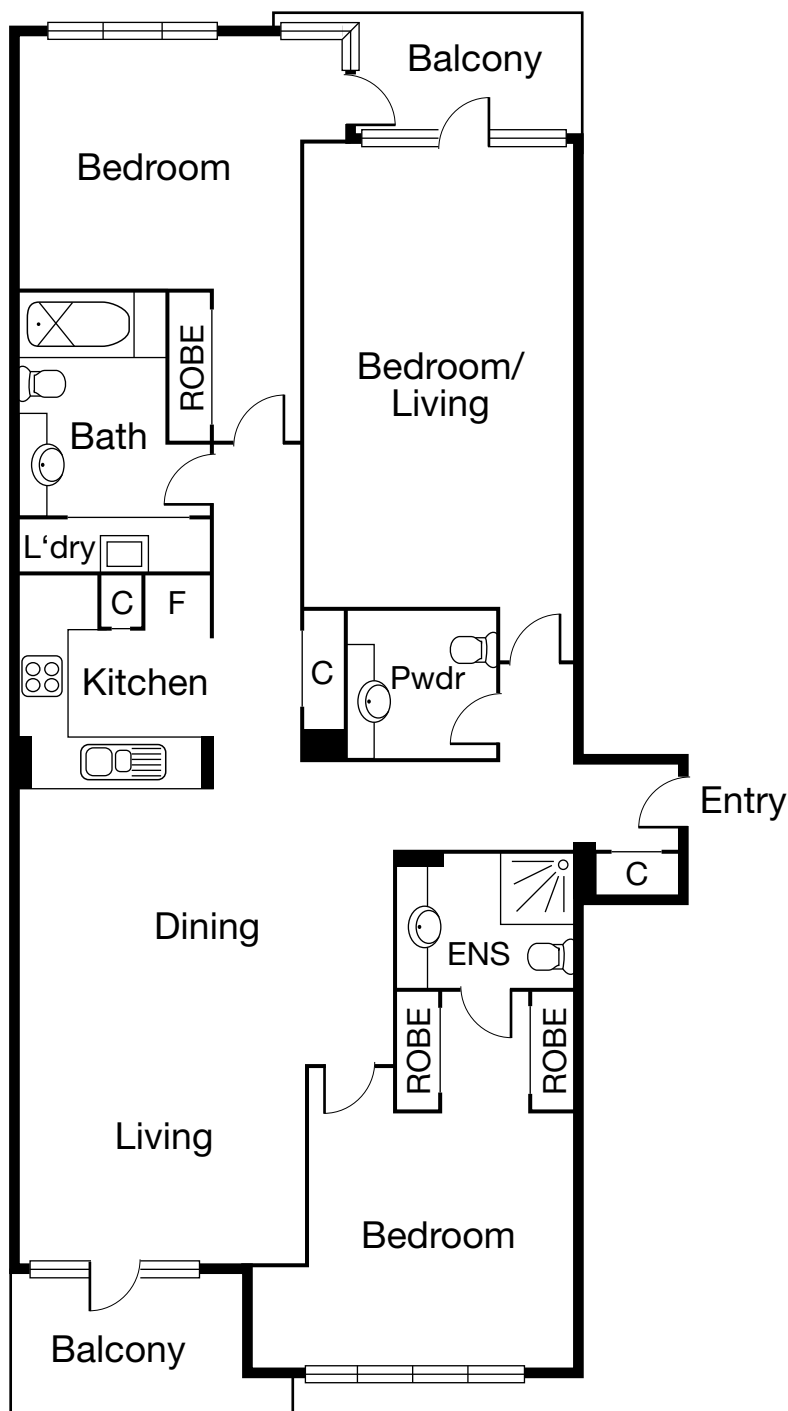 Balcony
Bedroom
Bedroom/
Living
ROBE
Bath
L‘dry
C
F
Kitchen
C
Pwdr
Entry
C
Dining
ENS
ROBE
ROBE
Living
Bedroom
Balcony